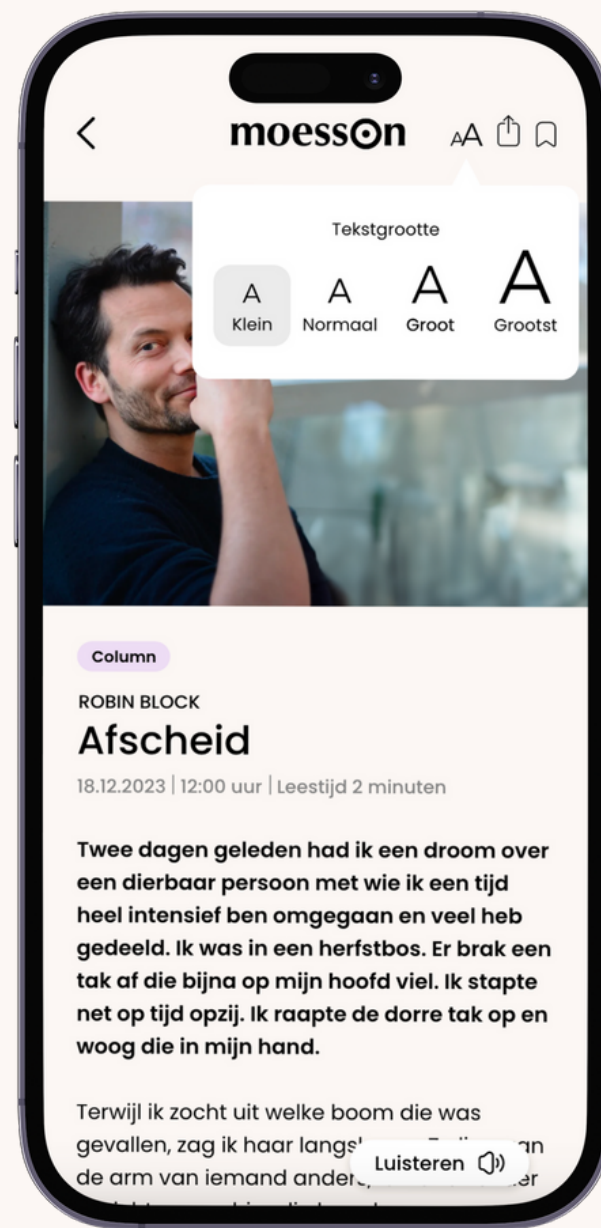 moesson
AA
Tekstgrootte
A A A A
Klein Normaal Groot Grootst
Column
ROBIN BLOCK
Afscheid
18.12.2023 | 12:00 uur | Leestijd 2 minuten
Twee dagen geleden had ik een droom over
een dierbaar persoon met wie ik een tijd
heel intensief ben omgegaan en veel heb
gedeeld. Ik was in een herfstbos. Er brak een
tak af die bijna op mijn hoofd viel. Ik stapte
net op tijd opzij. Ik raapte de dorre tak op en
woog die in mijn hand.
Terwijl ik zocht uit welke boom die was
gevallen, zag ik haar
de arm van iemand
Luisteren